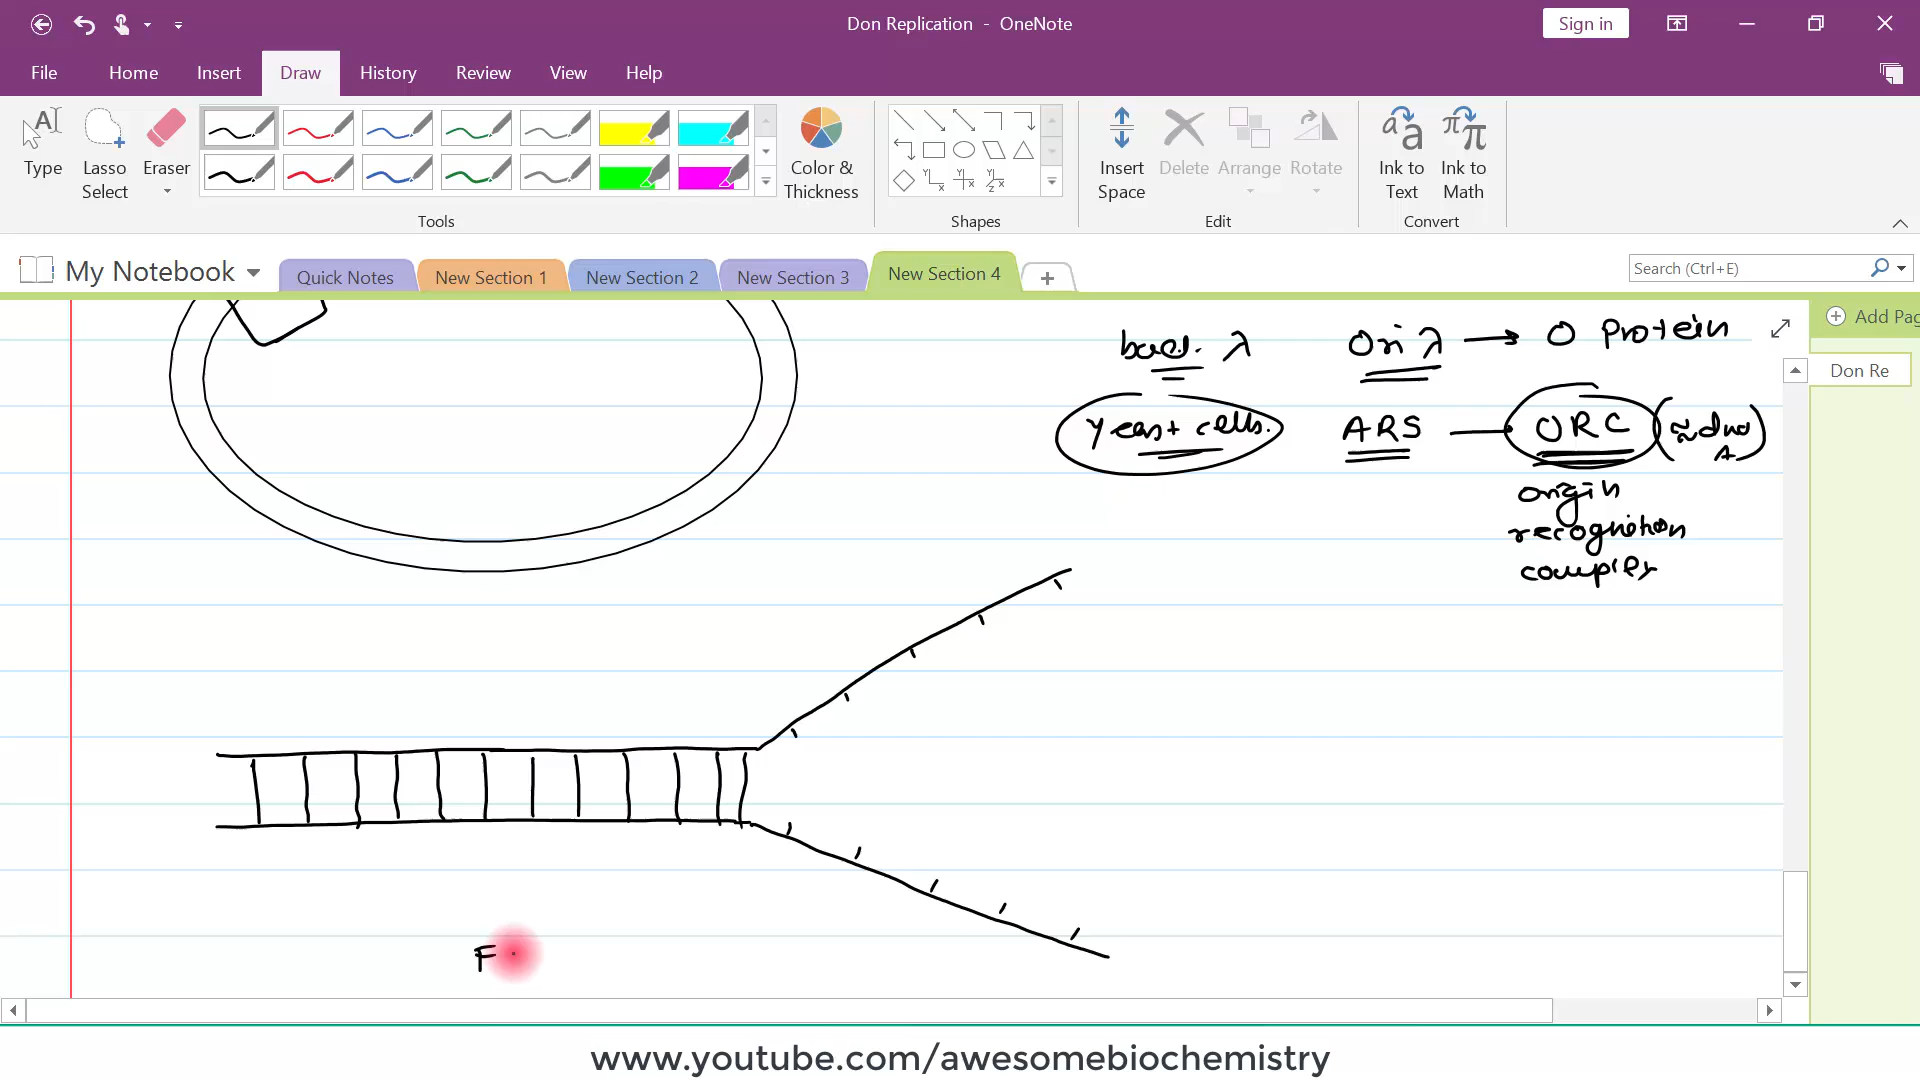 Don Replication - OneNote
Sign in
File Home Insert Draw History Review View Help
Type
Lasso Select
Eraser
Color & Thickness
Insert Space
Delete
Arrange
Rotate
Ink to Text
Ink to Math
Tools
Shapes
Edit
Convert
My Notebook
Quick Notes
New Section 1
New Section 2
New Section 3
New Section 4
Search (Ctrl+E)
Add Pag
Don Re
bact. λ Ori λ → O Protein
Yeast cells. ARS — ORC (≈ dna A)
origin
recognition
complex
F
www.youtube.com/awesomebiochemistry